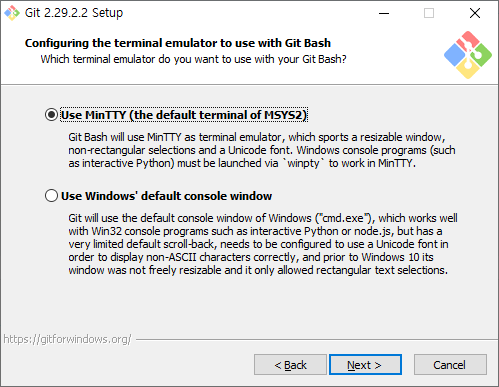 Git 2.29.2.2 Setup
Configuring the terminal emulator to use with Git Bash
Which terminal emulator do you want to use with your Git Bash?
Use MinTTY (the default terminal of MSYS2)
Git Bash will use MinTTY as terminal emulator, which sports a resizable window,
non-rectangular selections and a Unicode font. Windows console programs (such
as interactive Python) must be launched via `winpty` to work in MinTTY.
Use Windows' default console window
Git will use the default console window of Windows ("cmd.exe"), which works well
with Win32 console programs such as interactive Python or node.js, but has a
very limited default scroll-back, needs to be configured to use a Unicode font in
order to display non-ASCII characters correctly, and prior to Windows 10 its
window was not freely resizable and it only allowed rectangular text selections.
https://gitforwindows.org/
< Back
Next >
Cancel